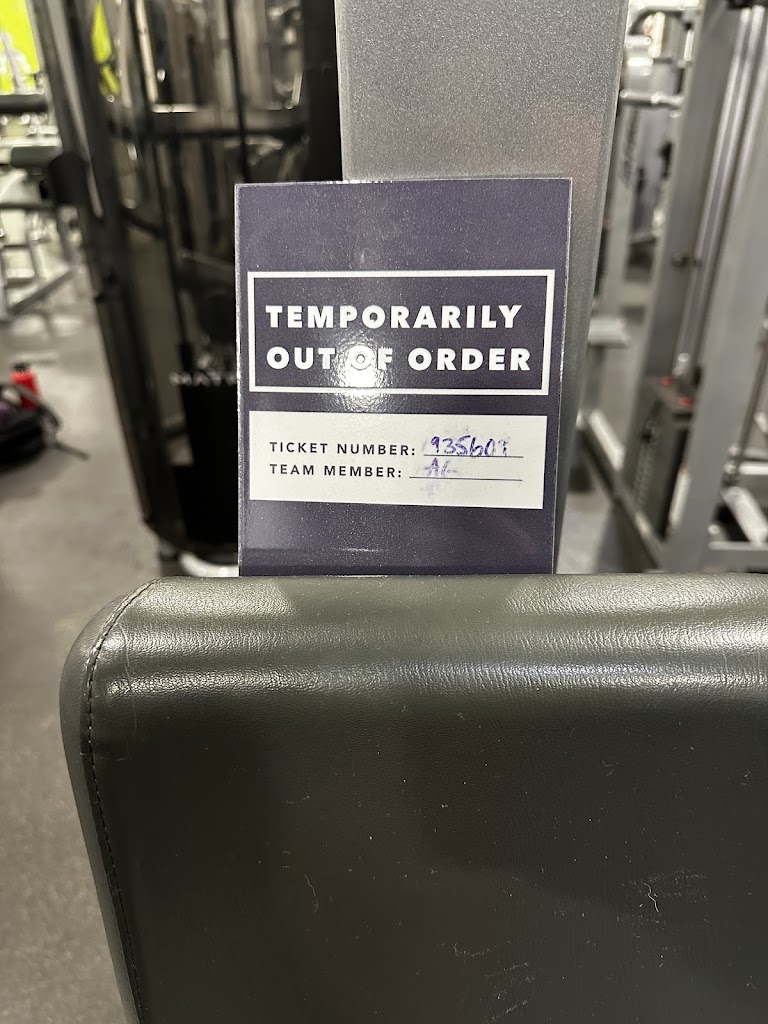 TEMPORARILY
OUT OF ORDER
TICKET NUMBER:
TEAM MEMBER: